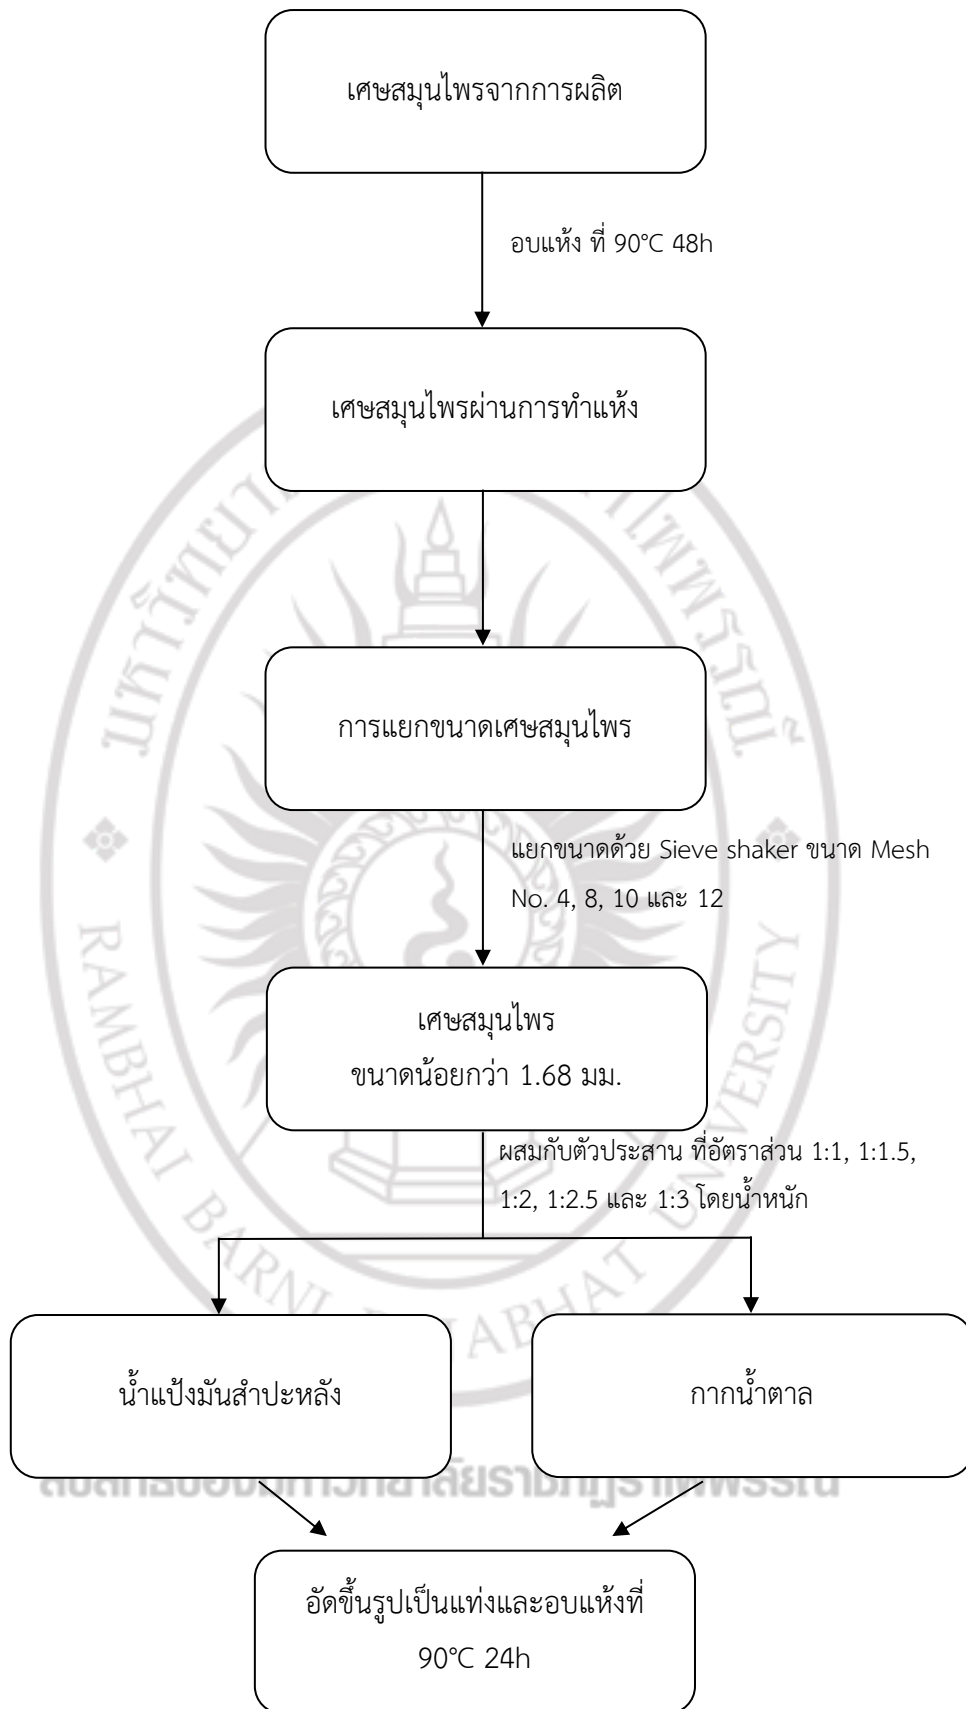 เศษสมุนไพรจากการผลิต
อบแห้ง ที่ 90°C 48h
เศษสมุนไพรผ่านการทำแห้ง
การแยกขนาดเศษสมุนไพร
แยกขนาดด้วย Sieve shaker ขนาด Mesh
No. 4, 8, 10 และ 12
เศษสมุนไพร
ขนาดน้อยกว่า 1.68 มม.
ผสมกับตัวประสาน ที่อัตราส่วน 1:1, 1:1.5,
1:2, 1:2.5 และ 1:3 โดยน้ำหนัก
น้ำแป้งมันสำปะหลัง
กากน้ำตาล
อัดขึ้นรูปเป็นแท่งและอบแห้งที่
90°C 24h
RAMBHAI BARNI
UNIVERSITY